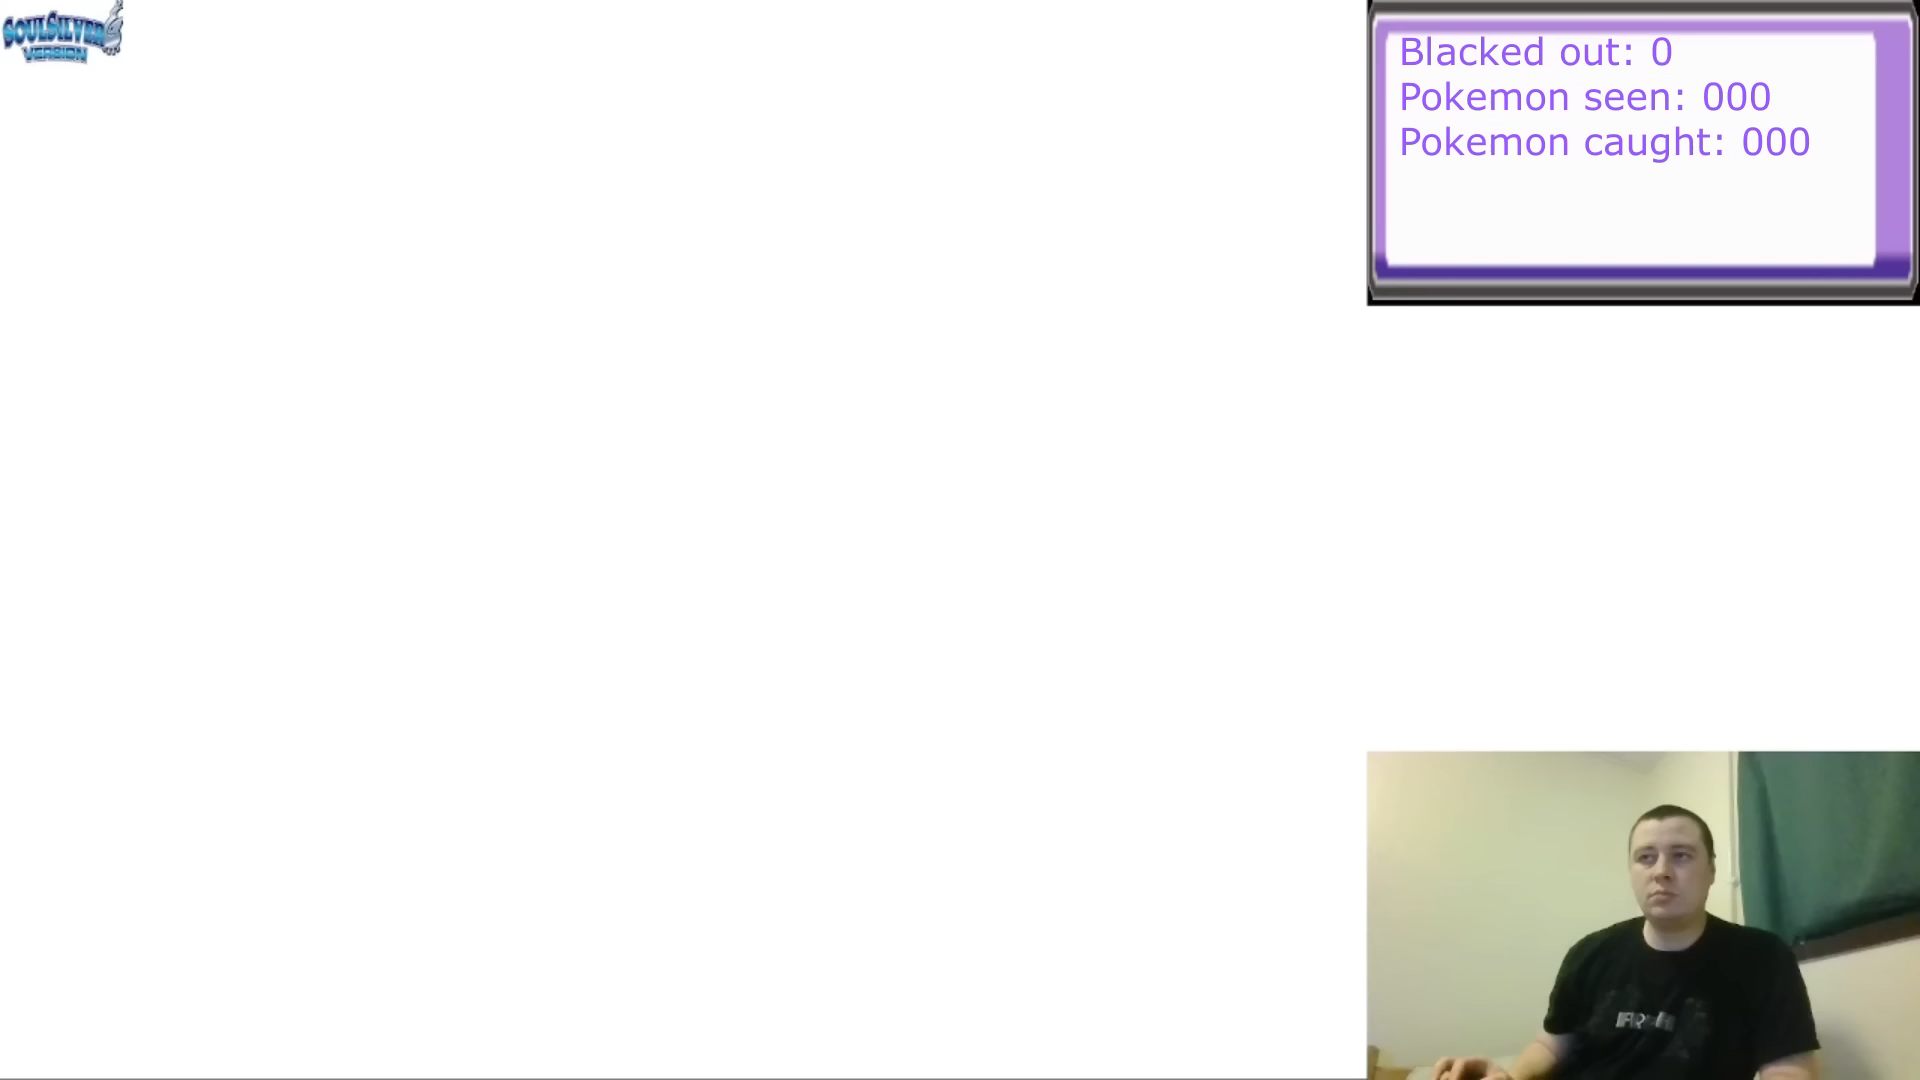 SOULSILVER
VERSION
Blacked out: 0
Pokemon seen: 000
Pokemon caught: 000